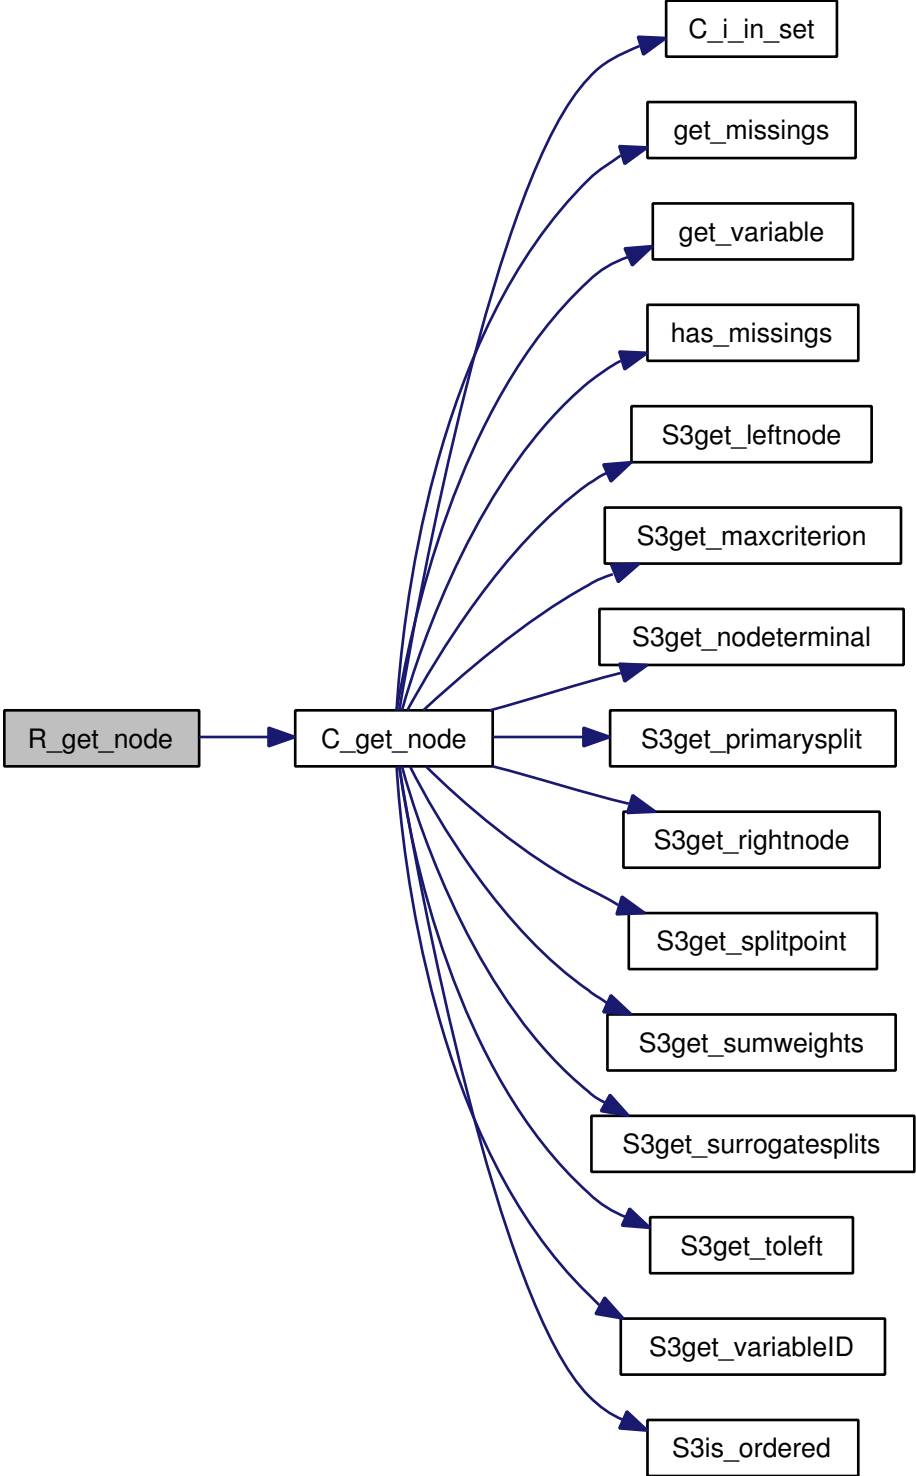 C_i_in_set
get_missings
get_variable
has_missings
S3get_leftnode
S3get_maxcriterion
S3get_nodeterminal
R_get_node
C_get_node
S3get_primarysplit
S3get_rightnode
S3get_splitpoint
S3get_sumweights
S3get_surrogatesplits
S3get_toleft
S3get_variableID
S3is_ordered